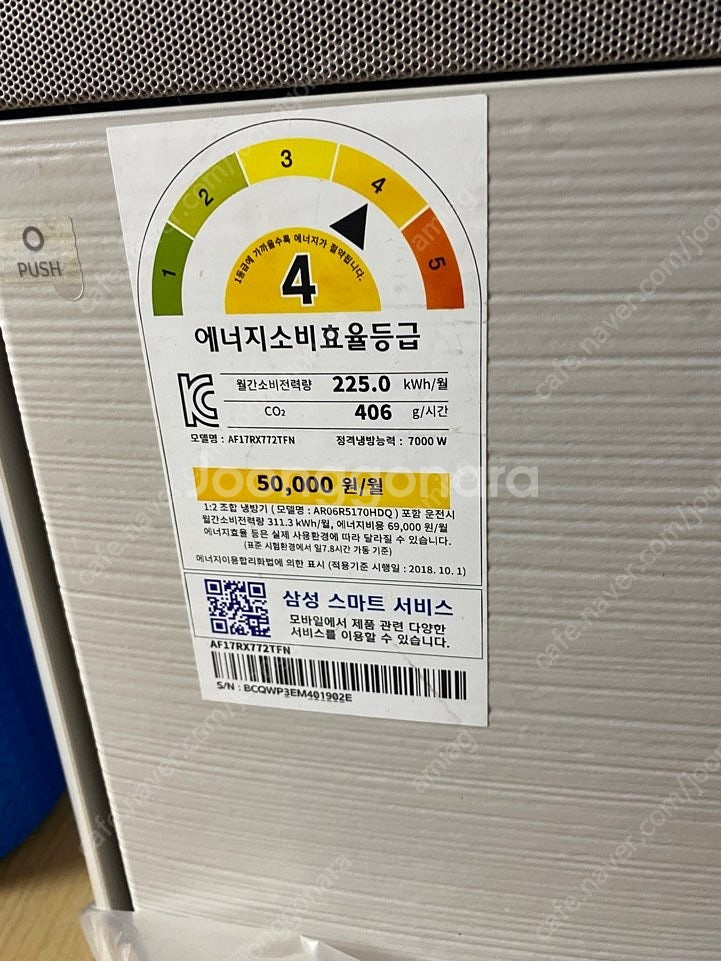 PUSH
1
2
3
4
5
1등급에 가까울수록 에너지가 절약됩니다.
4
에너지소비효율등급
월간소비전력량 225.0 kWh/월
CO₂ 406 g/시간
모델명 : AF17RX772TFN 정격냉방능력 : 7000 W
Joonggonara
50,000 원/월
1:2 조합 냉방기 ( 모델명 : AR06R5170HDQ ) 포함 운전시
월간소비전력량 311.3 kWh/월, 에너지비용 69,000 원/월
에너지효율 등은 실제 사용환경에 따라 달라질 수 있습니다.
(표준 시험환경에서 일7.8시간 가동 기준)
에너지이용합리화법에 의한 표시 (적용기준 시행일 : 2018. 10. 1)
삼성 스마트 서비스
모바일에서 제품 관련 다양한
서비스를 이용할 수 있습니다.
AF17RX772TFN
S/N : BCQWP3EM401902E